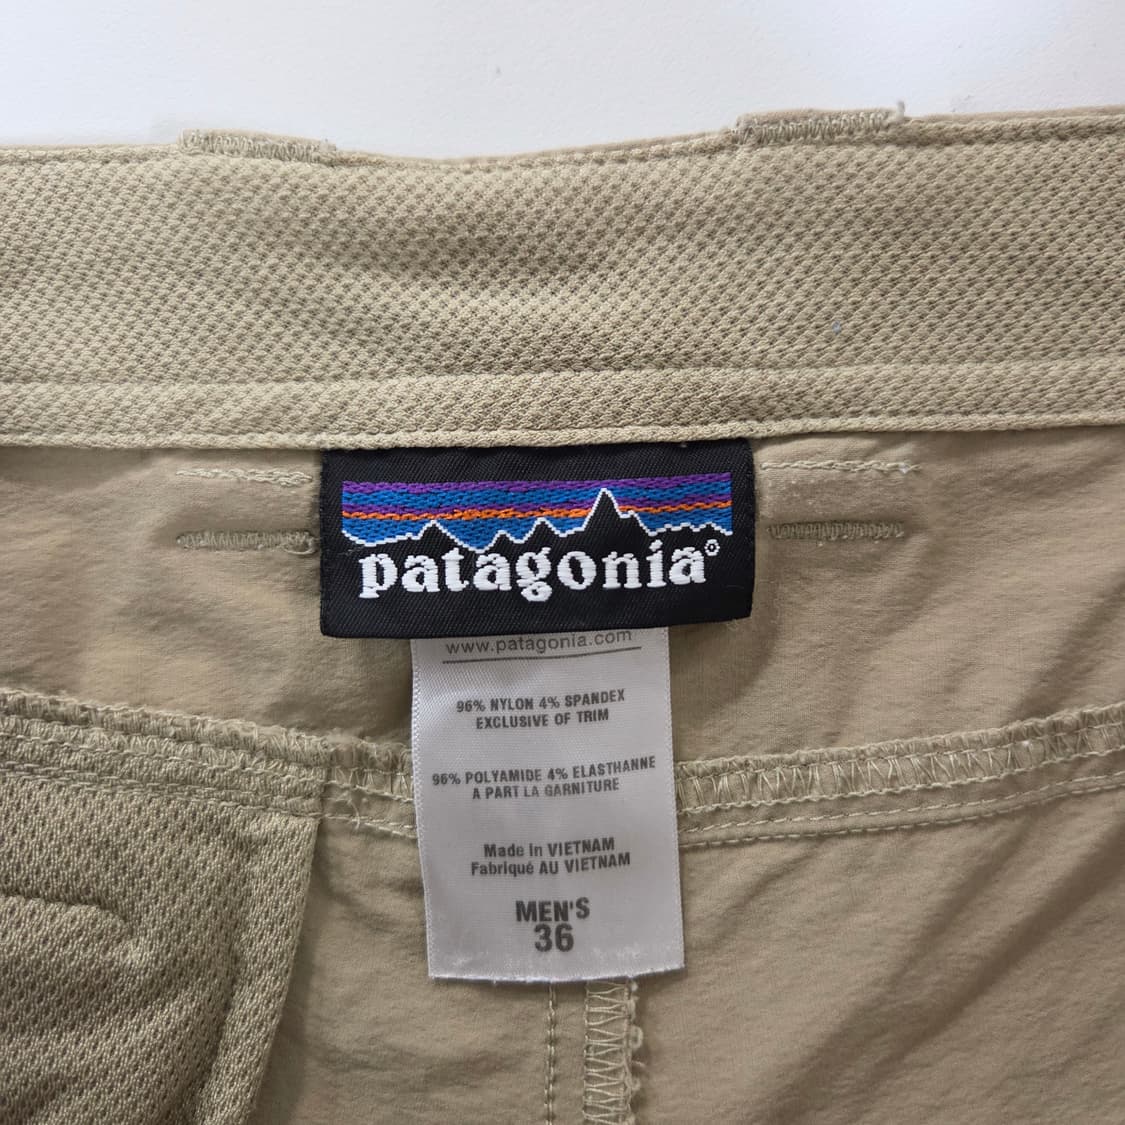 patagonia®
www.patagonia.com
96% NYLON 4% SPANDEX
EXCLUSIVE OF TRIM
96% POLYAMIDE 4% ELASTHANNE
A PART LA GARNITURE
Made in VIETNAM
Fabriqué AU VIETNAM
MEN'S
36